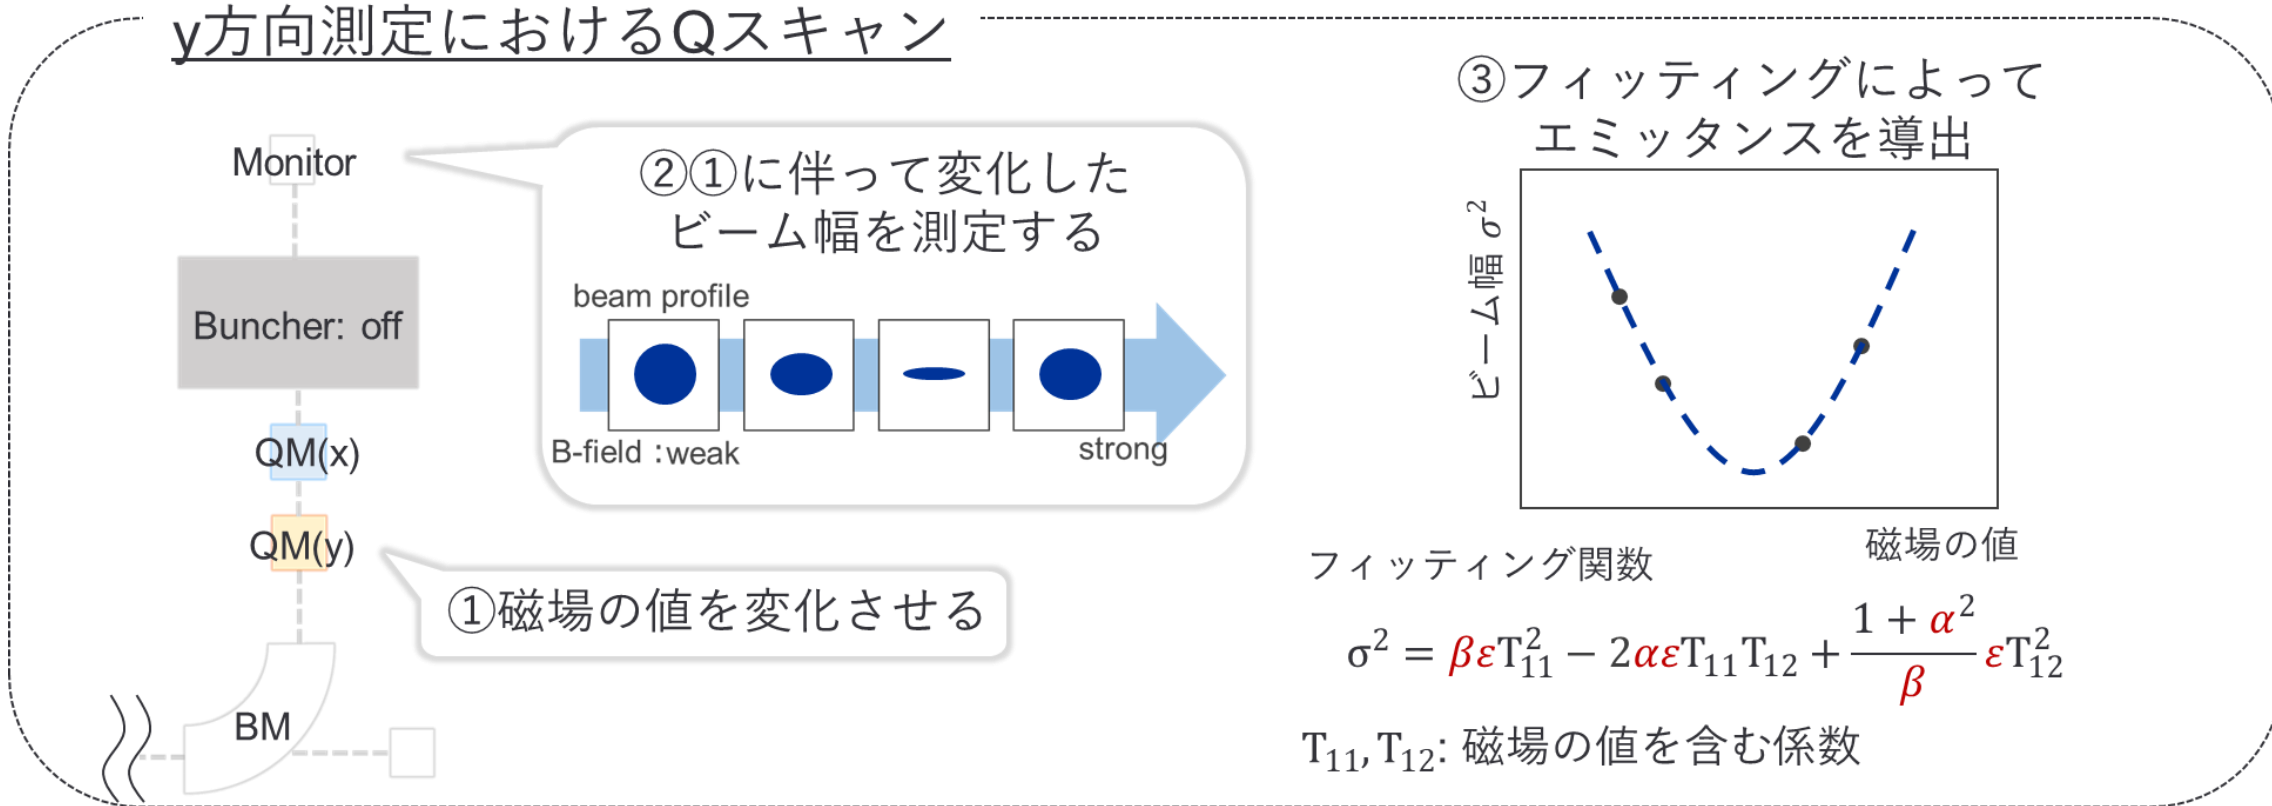 y方向測定におけるQスキャン
Monitor
Buncher: off
QM(x)
QM(y)
BM
①磁場の値を変化させる
②①に伴って変化した
ビーム幅を測定する
beam profile
B-field：weak
strong
③フィッティングによって
エミッタンスを導出
ビーム幅 σ²
磁場の値
フィッティング関数
σ² = βεT₁₁² − 2αεT₁₁T₁₂ + (1 + α²)/β εT₁₂²
T₁₁, T₁₂: 磁場の値を含む係数